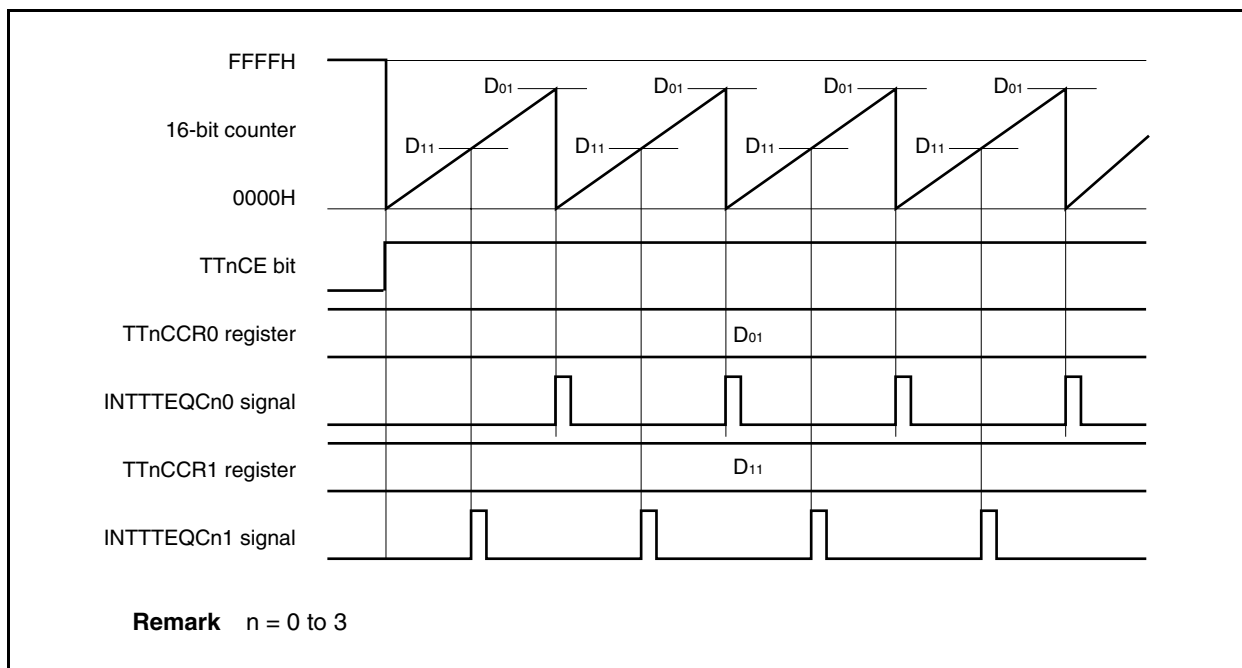 FFFFH
D01 D01 D01 D01
16-bit counter
D11 D11 D11 D11
0000H
TTnCE bit
TTnCCR0 register
D01
INTTTEQCn0 signal
TTnCCR1 register
D11
INTTTEQCn1 signal
Remark n = 0 to 3